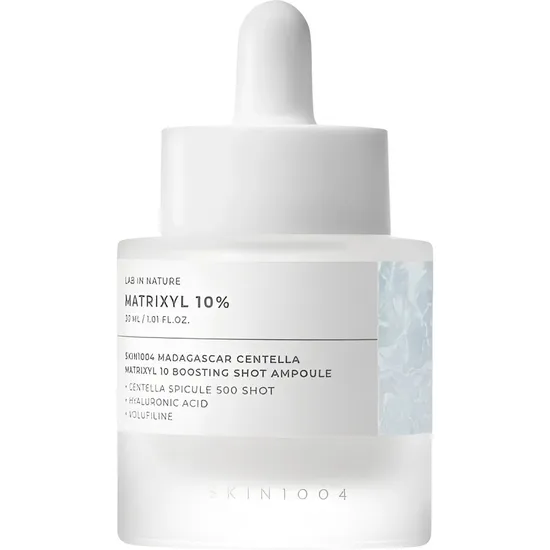 LAB IN NATURE
MATRIXYL 10%
30 ML / 1.01 FL.OZ.
SKIN1004 MADAGASCAR CENTELLA
MATRIXYL 10 BOOSTING SHOT AMPOULE
• CENTELLA SPICULE 500 SHOT
• HYALURONIC ACID
• VOLUFILINE
SKIN1004